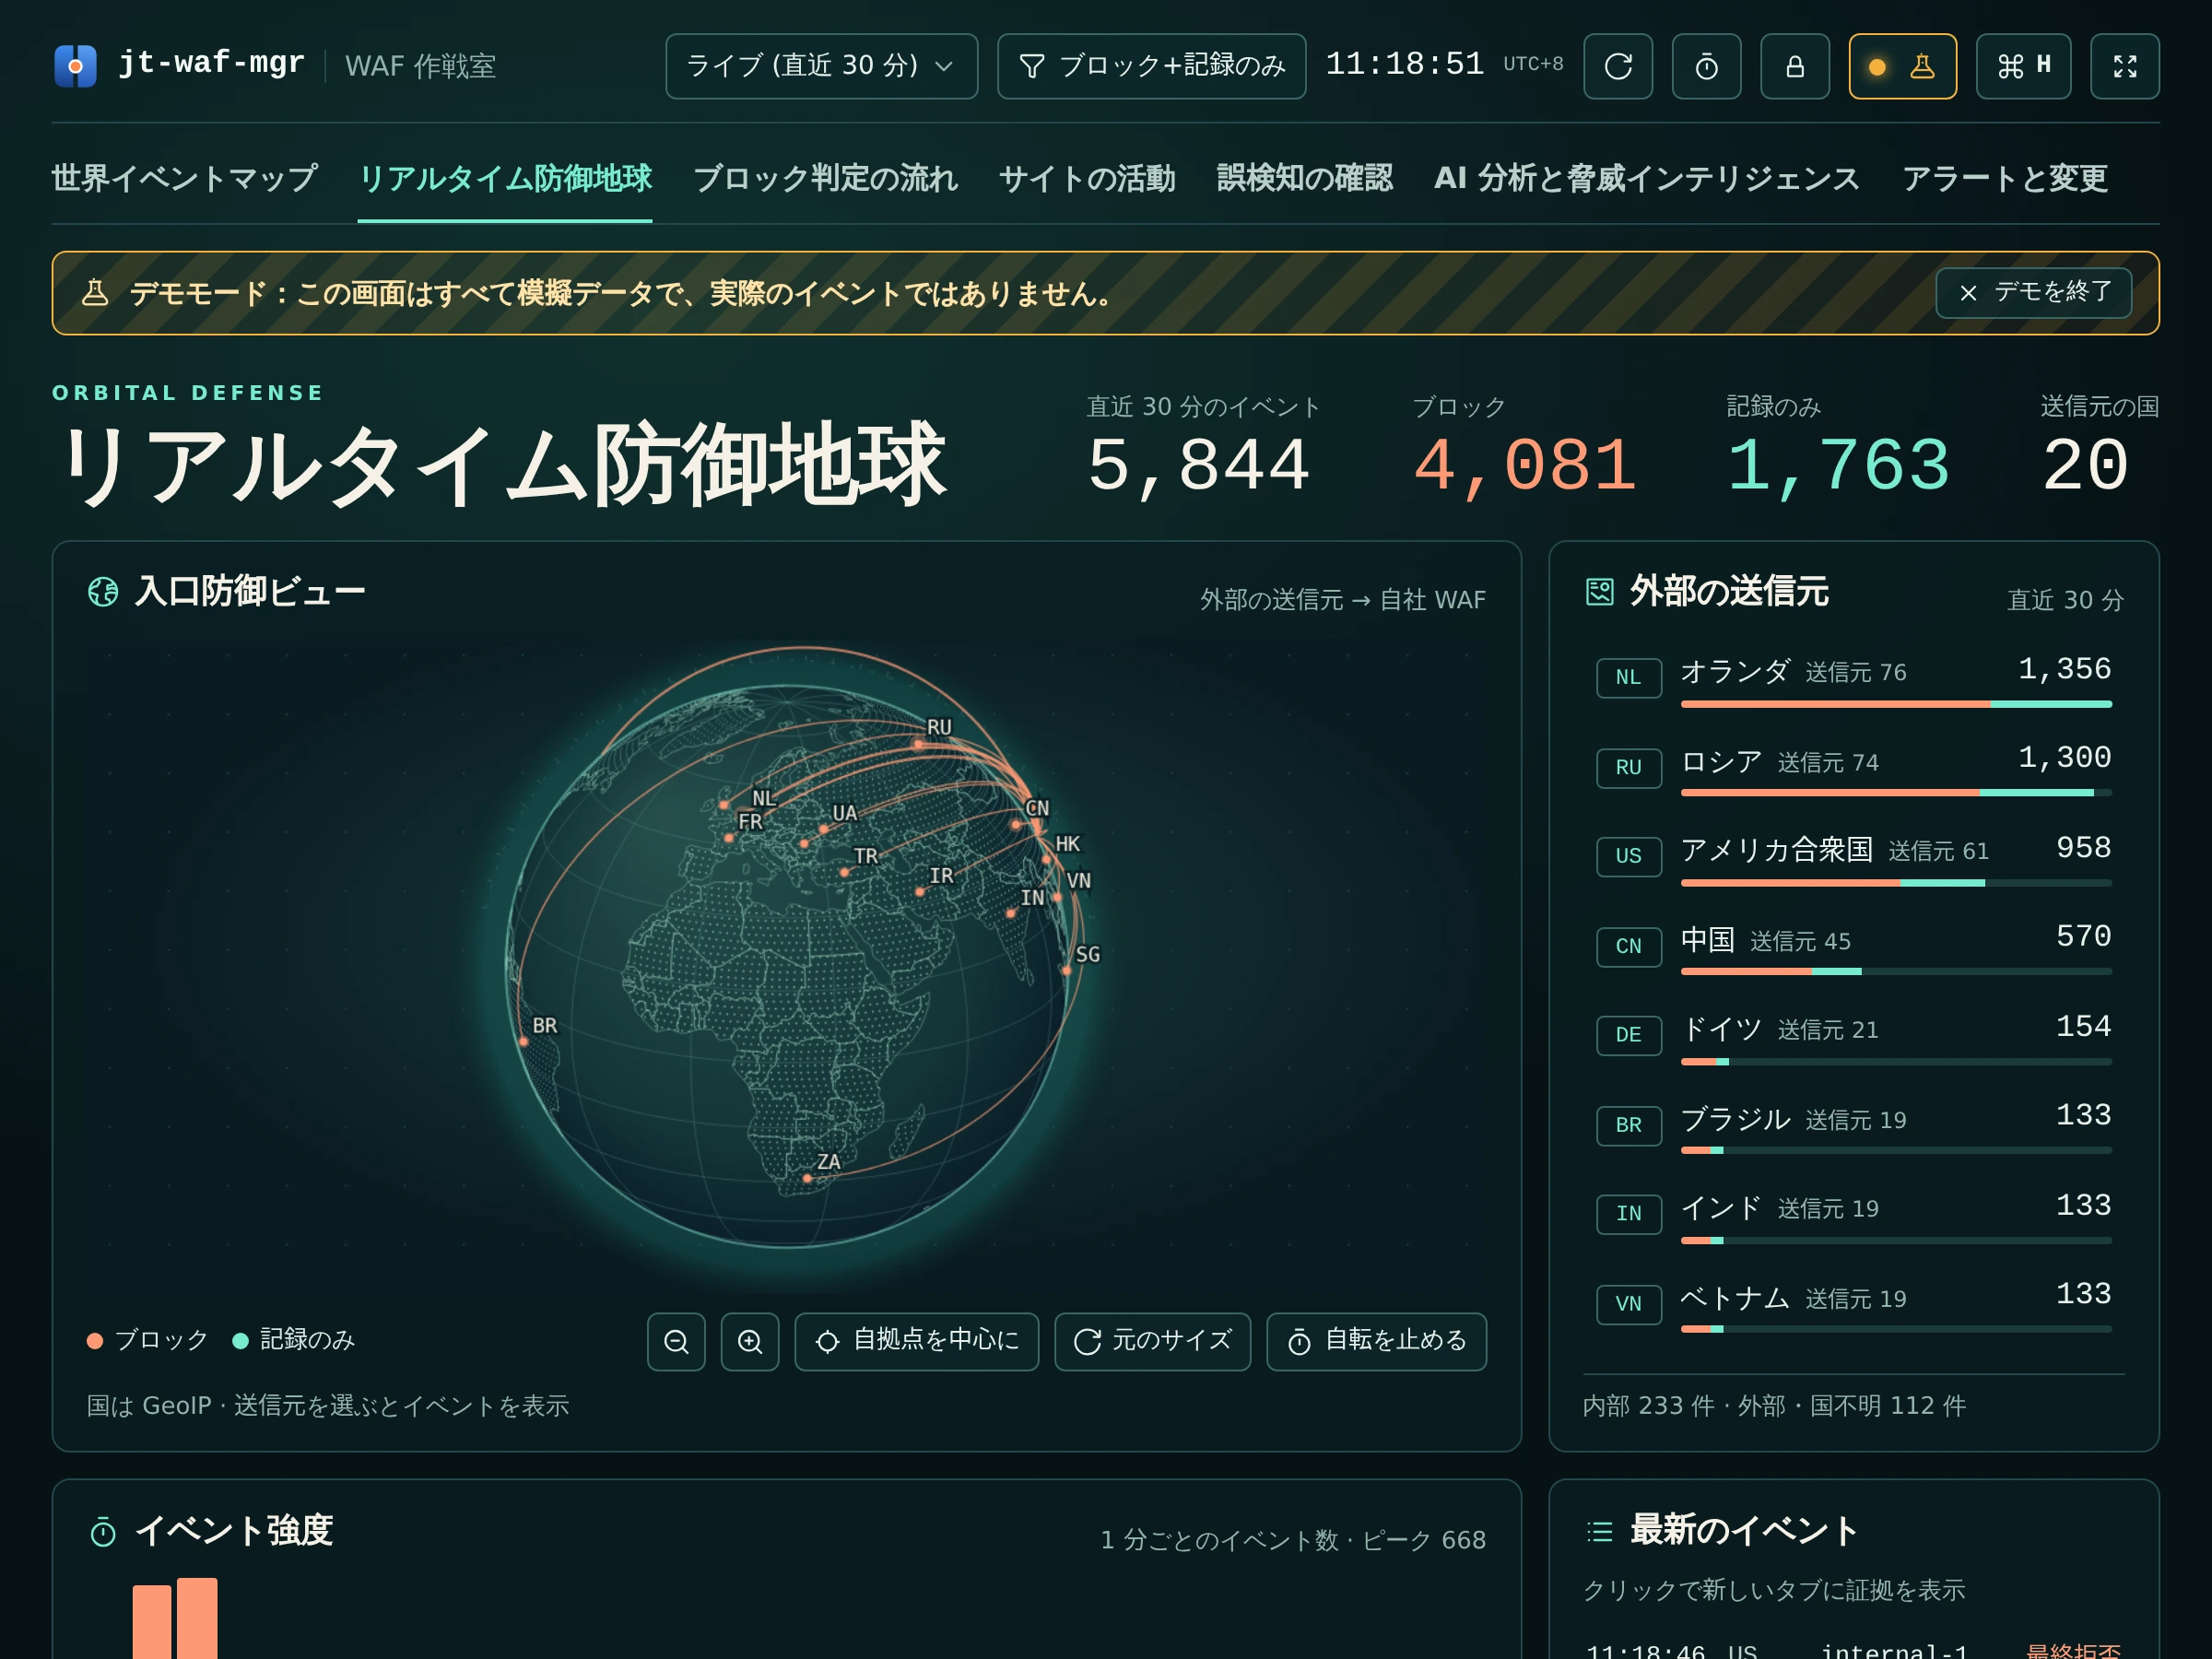 jt-waf-mgr
WAF 作戦室
ライブ (直近 30 分)
ブロック+記録のみ
11:18:51 UTC+8
⌘ H
世界イベントマップ
リアルタイム防御地球
ブロック判定の流れ
サイトの活動
誤検知の確認
AI 分析と脅威インテリジェンス
アラートと変更
デモモード：この画面はすべて模擬データで、実際のイベントではありません。
デモを終了
ORBITAL DEFENSE
リアルタイム防御地球
直近 30 分のイベント
5,844
ブロック
4,081
記録のみ
1,763
送信元の国
20
入口防御ビュー
外部の送信元 → 自社 WAF
RU
NL
FR
UA
CN
TR
HK
IR
VN
IN
SG
BR
ZA
ブロック
記録のみ
自拠点を中心に
元のサイズ
自転を止める
国は GeoIP · 送信元を選ぶとイベントを表示
外部の送信元
直近 30 分
NL オランダ 送信元 76 1,356
RU ロシア 送信元 74 1,300
US アメリカ合衆国 送信元 61 958
CN 中国 送信元 45 570
DE ドイツ 送信元 21 154
BR ブラジル 送信元 19 133
IN インド 送信元 19 133
VN ベトナム 送信元 19 133
内部 233 件 · 外部・国不明 112 件
イベント強度
1 分ごとのイベント数 · ピーク 668
最新のイベント
クリックで新しいタブに証拠を表示
11:18:46 US internal-1 最終拒否